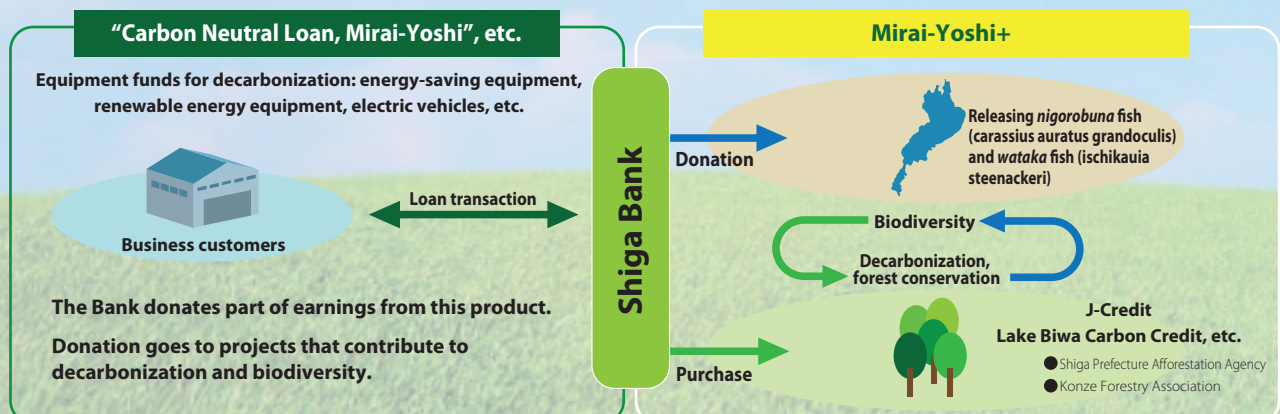 “Carbon Neutral Loan, Mirai-Yoshi”, etc.
Equipment funds for decarbonization: energy-saving equipment,
renewable energy equipment, electric vehicles, etc.
Business customers
Loan transaction
The Bank donates part of earnings from this product.
Donation goes to projects that contribute to
decarbonization and biodiversity.
Shiga Bank
Mirai-Yoshi+
Donation
Releasing nigorobuna fish
(carassius auratus grandoculis)
and wataka fish (ischikauia
steenackeri)
Biodiversity
Decarbonization,
forest conservation
Purchase
J-Credit
Lake Biwa Carbon Credit, etc.
●Shiga Prefecture Afforestation Agency
●Konze Forestry Association